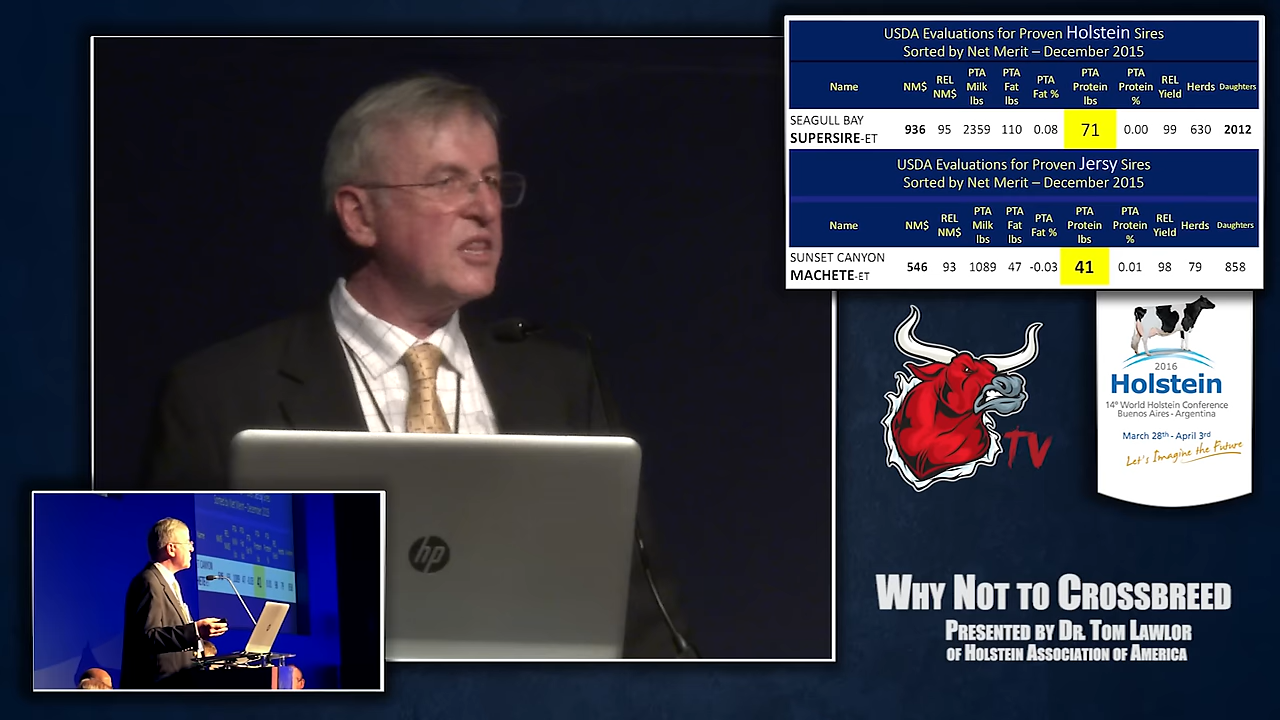 USDA Evaluations for Proven Holstein Sires
Sorted by Net Merit – December 2015
Name NM$ REL NM$ PTA Milk lbs PTA Fat lbs PTA Fat % PTA Protein lbs PTA Protein % REL Yield Herds Daughters
SEAGULL BAY
SUPERSIRE-ET 936 95 2359 110 0.08 71 0.00 99 630 2012
USDA Evaluations for Proven Jersy Sires
Sorted by Net Merit – December 2015
Name NM$ REL NM$ PTA Milk lbs PTA Fat lbs PTA Fat % PTA Protein lbs PTA Protein % REL Yield Herds Daughters
SUNSET CANYON
MACHETE-ET 546 93 1089 47 -0.03 41 0.01 98 79 858
TV
2016
Holstein
14º World Holstein Conference
Buenos Aires - Argentina
March 28th - April 3rd
Let's Imagine the Future
hp
WHY NOT TO CROSSBREED
PRESENTED BY DR. TOM LAWLOR
OF HOLSTEIN ASSOCIATION OF AMERICA